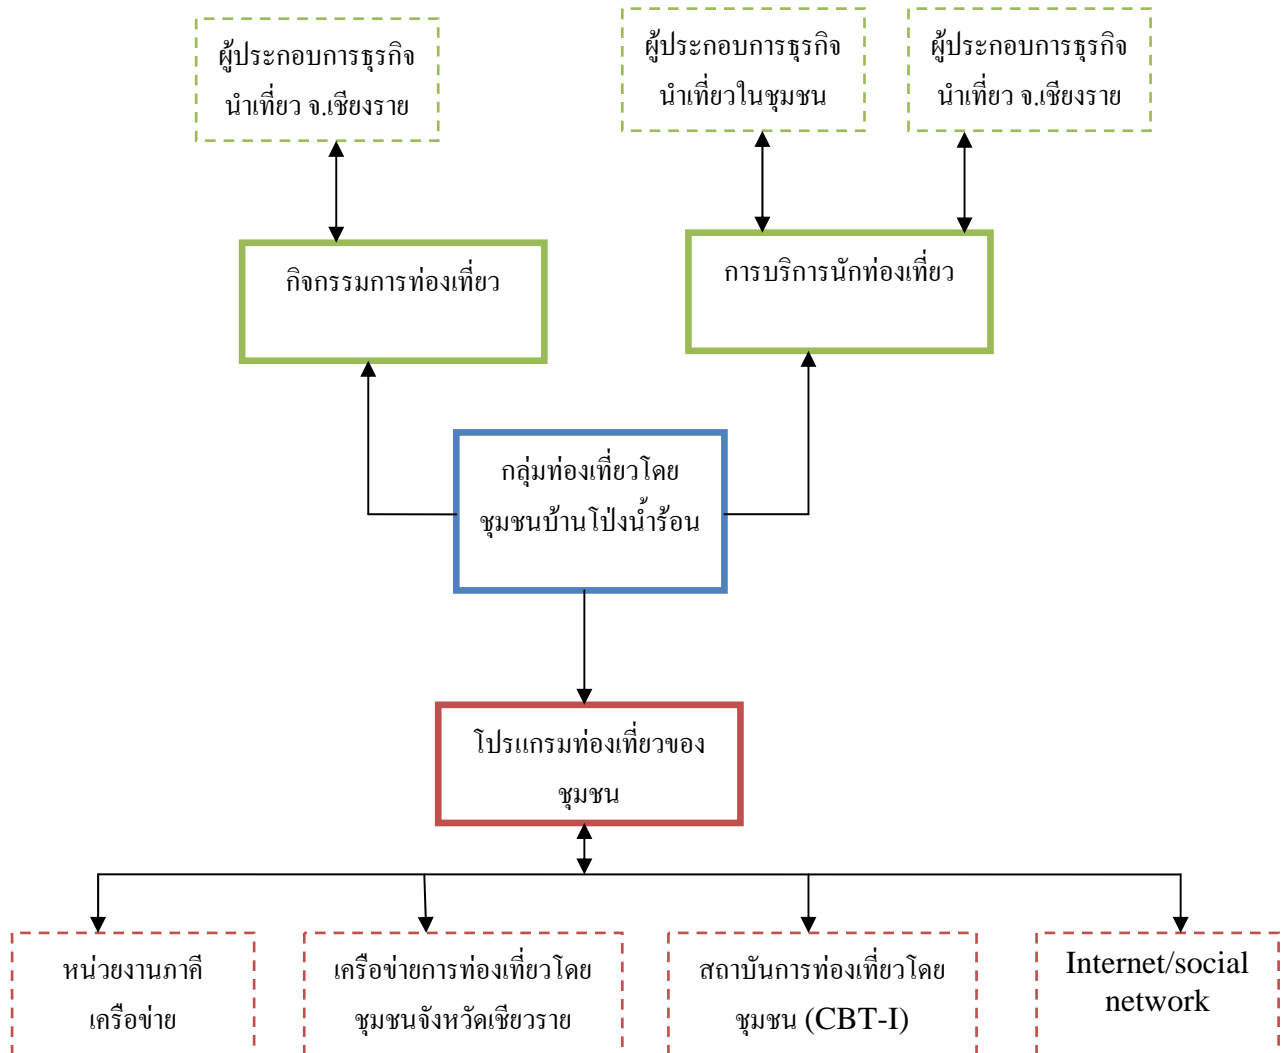 ผู้ประกอบการธุรกิจ
นำเที่ยว จ.เชียงราย
ผู้ประกอบการธุรกิจ
นำเที่ยวในชุมชน
ผู้ประกอบการธุรกิจ
นำเที่ยว จ.เชียงราย
กิจกรรมการท่องเที่ยว
การบริการนักท่องเที่ยว
กลุ่มท่องเที่ยวโดย
ชุมชนบ้านโป่งน้ำร้อน
โปรแกรมท่องเที่ยวของ
ชุมชน
หน่วยงานภาคี
เครือข่าย
เครือข่ายการท่องเที่ยวโดย
ชุมชนจังหวัดเชียวราย
สถาบันการท่องเที่ยวโดย
ชุมชน (CBT-I)
Internet/social
network